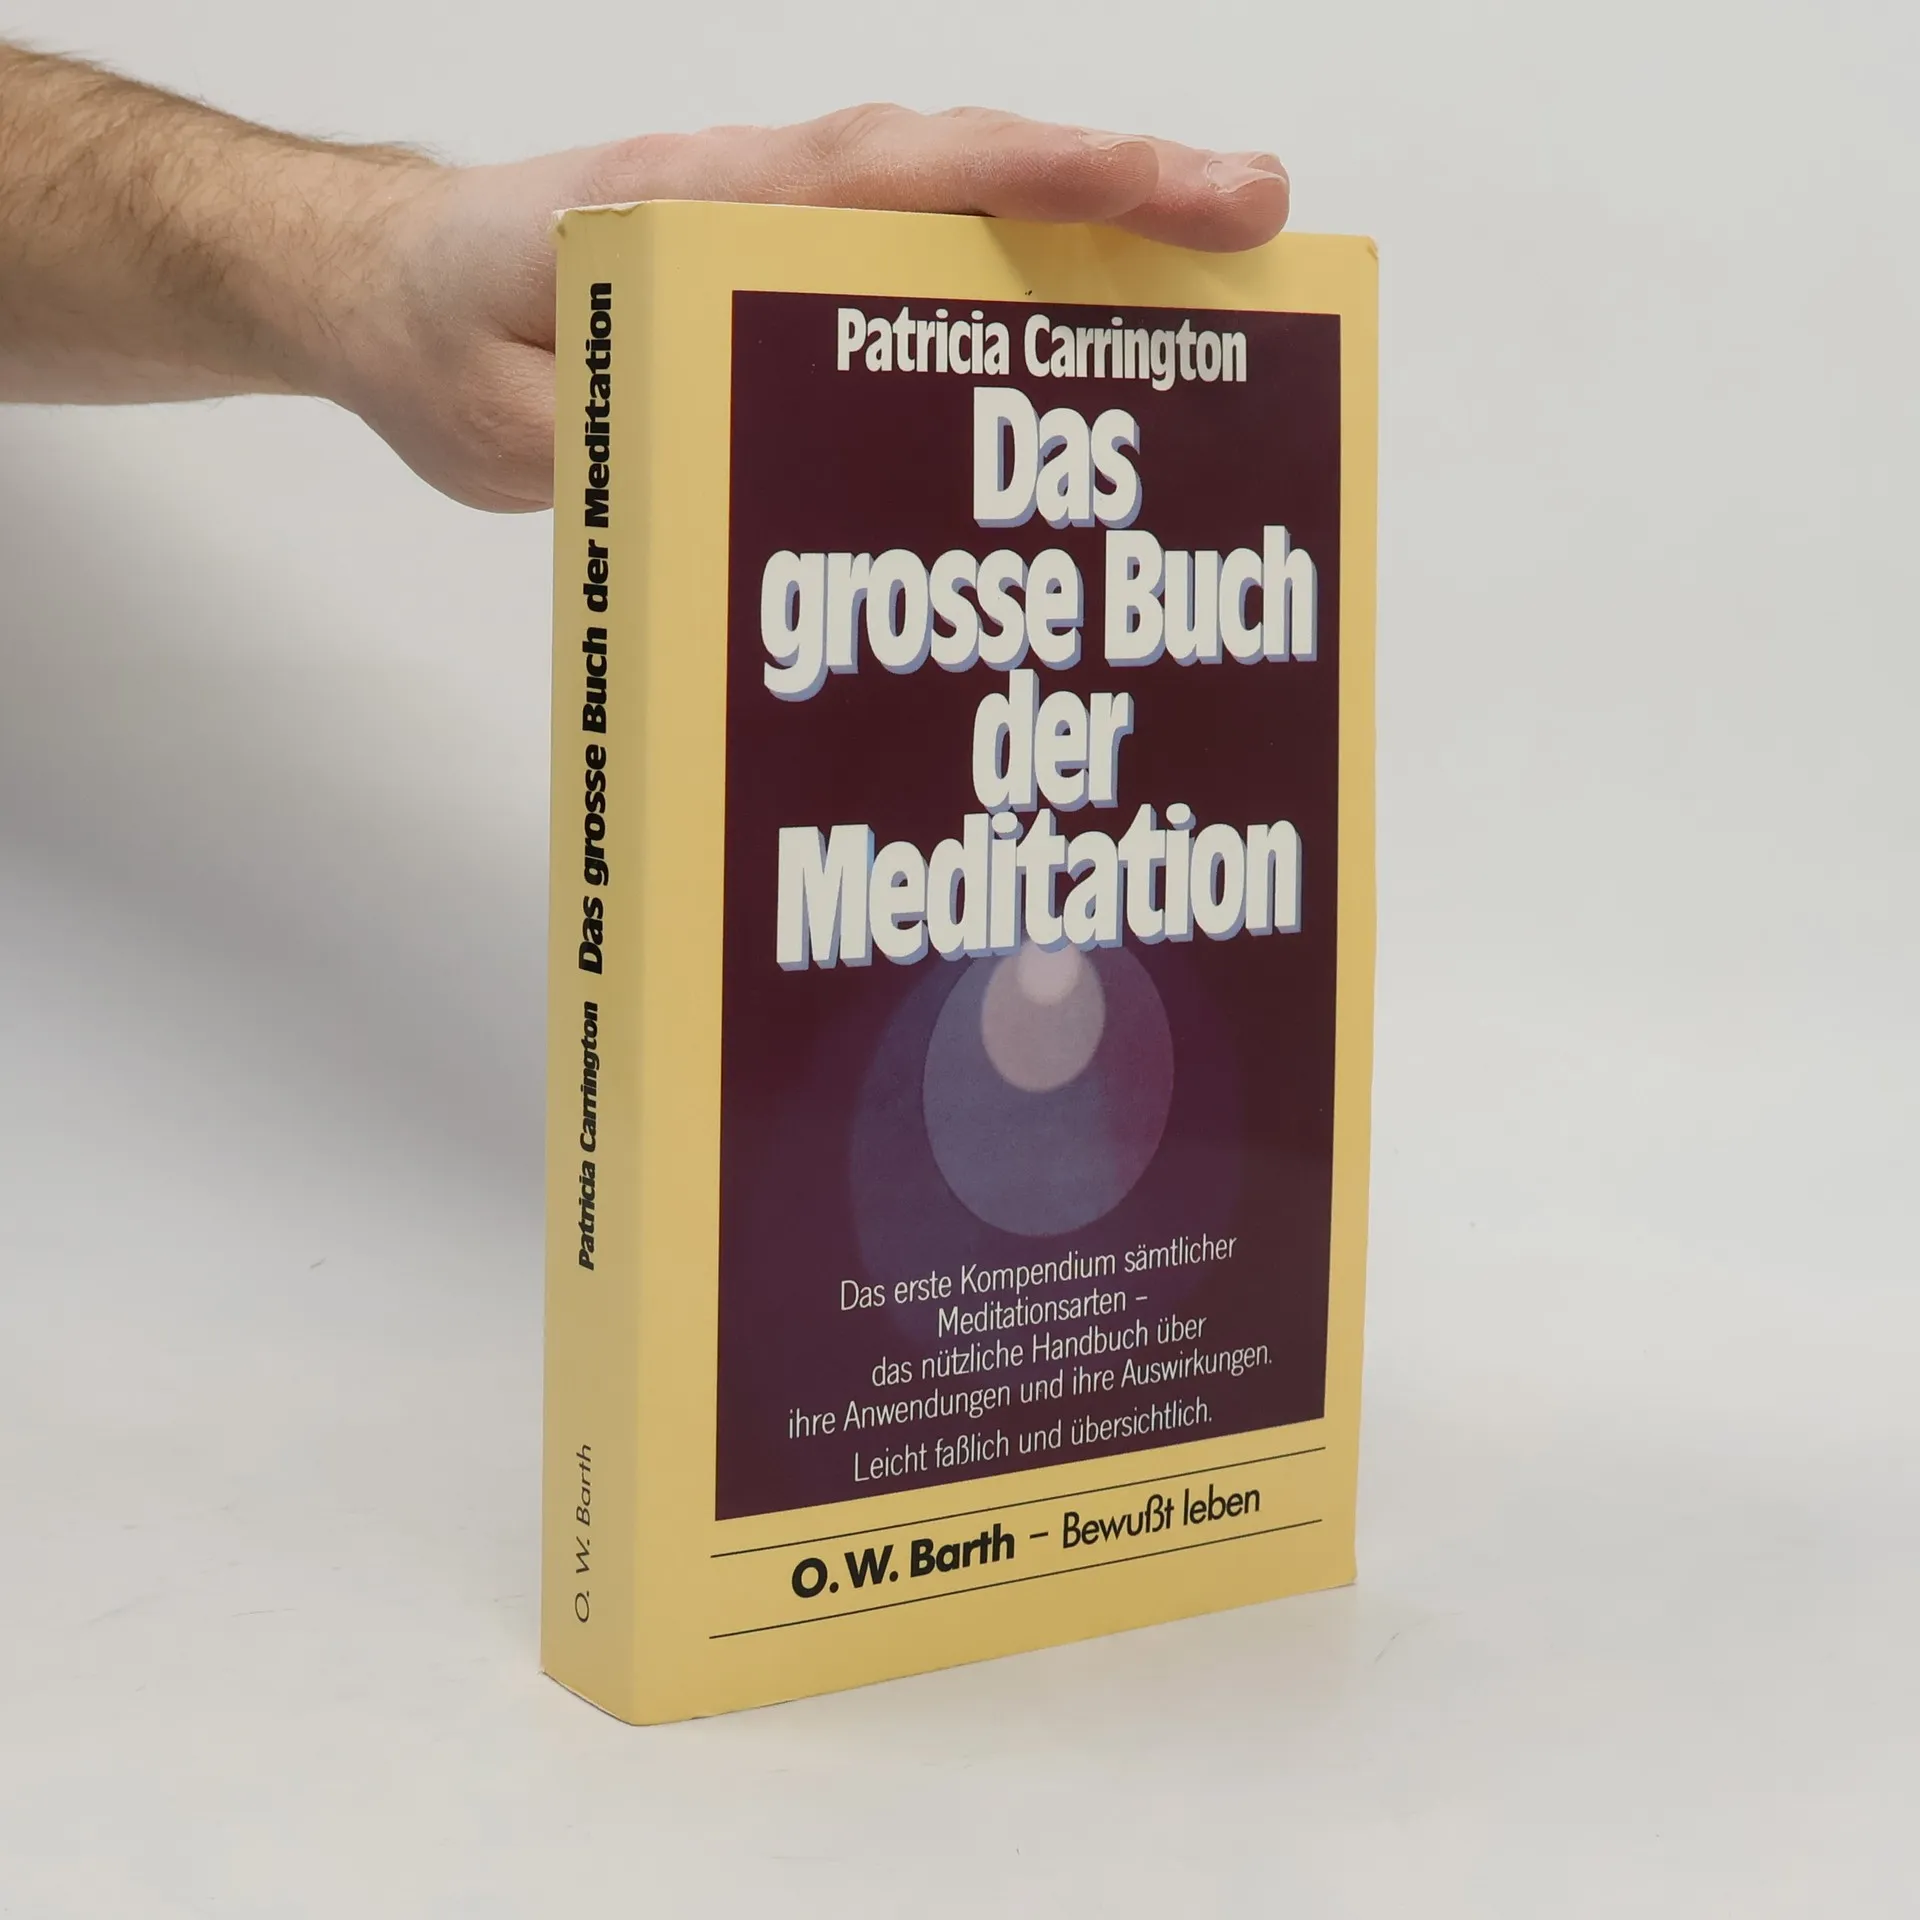 Patricia Carrington
Das
grosse Buch
der
Meditation
Das erste Kompendium sämtlicher
Meditationsarten –
das nützliche Handbuch über
ihre Anwendungen und ihre Auswirkungen.
Leicht faßlich und übersichtlich.
O. W. Barth – Bewußt leben
Patricia Carrington Das grosse Buch der Meditation
O. W. Barth